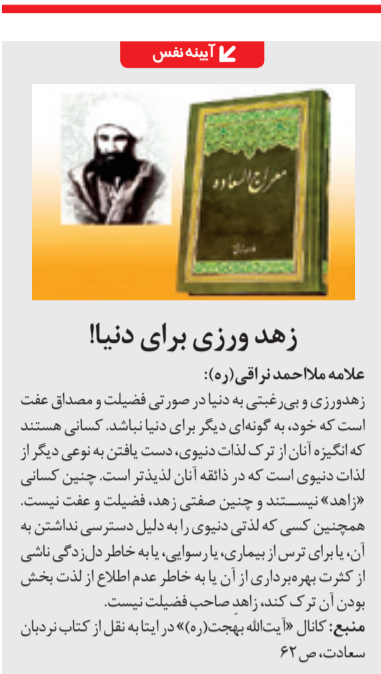 آیینه نفس
معراج السعاده
زهد ورزی برای دنیا!
علامه ملااحمد نراقی(ره):
زهدورزی و بی‌رغبتی به دنیا در صورتی فضیلت و مصداق عفت
است که خود، به گونه‌ای دیگر برای دنیا نباشد. کسانی هستند
که انگیزه آنان از ترک لذات دنیوی، دست یافتن به نوعی دیگر از
لذات دنیوی است که در ذائقه آنان لذیذتر است. چنین کسانی
«زاهد» نیســتند و چنین صفتی زهد، فضیلت و عفت نیست.
همچنین کسی که لذتی دنیوی را به دلیل دسترسی نداشتن به
آن، یا برای ترس از بیماری، یا رسوایی، یا به خاطر دل‌زدگی ناشی
از کثرت بهره‌برداری از آن یا به خاطر عدم اطلاع از لذت بخش
بودن آن ترک کند، زاهدِ صاحب فضیلت نیست.
منبع: کانال «آیت‌الله بهجت(ره)» در ایتا به نقل از کتاب نردبان
سعادت، ص۶۲